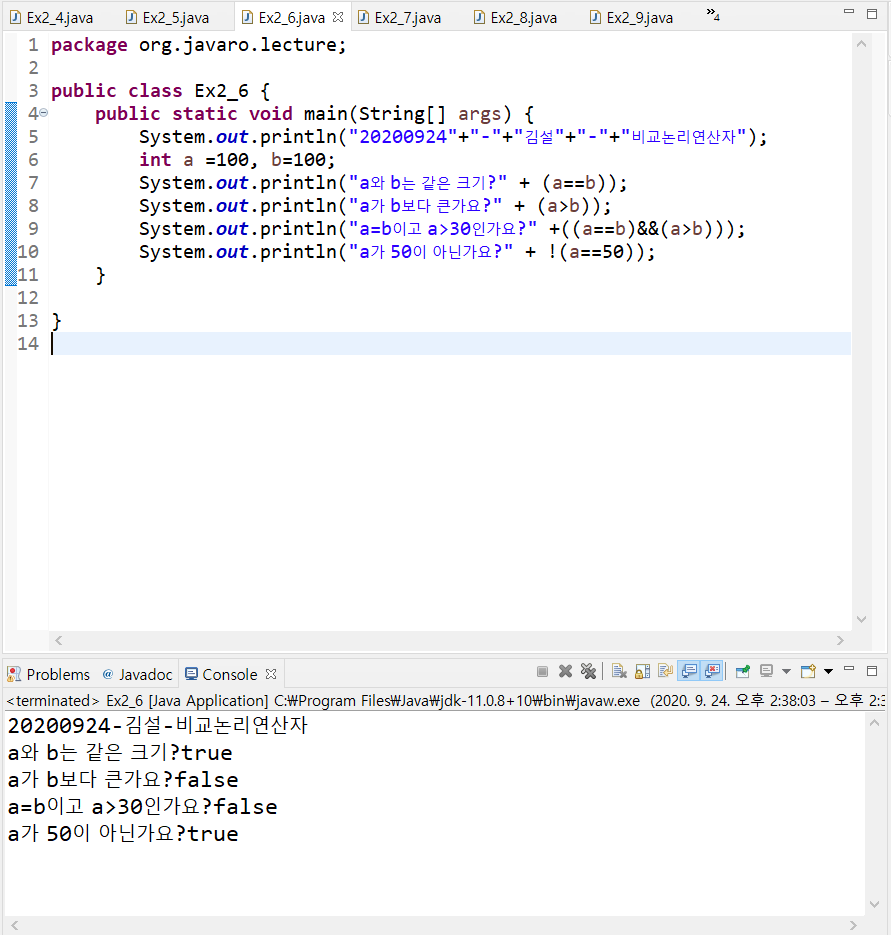 Ex2_4.java Ex2_5.java Ex2_6.java Ex2_7.java Ex2_8.java Ex2_9.java »4
1 package org.javaro.lecture;
2
3 public class Ex2_6 {
4 public static void main(String[] args) {
5 System.out.println("20200924"+"-"+"김설"+"-"+"비교논리연산자");
6 int a =100, b=100;
7 System.out.println("a와 b는 같은 크기?" + (a==b));
8 System.out.println("a가 b보다 큰가요?" + (a>b));
9 System.out.println("a=b이고 a>30인가요?" +((a==b)&&(a>b)));
10 System.out.println("a가 50이 아닌가요?" + !(a==50));
11 }
12
13 }
14
Problems @ Javadoc Console
<terminated> Ex2_6 [Java Application] C:₩Program Files₩Java₩jdk-11.0.8+10₩bin₩javaw.exe (2020. 9. 24. 오후 2:38:03 – 오후 2:3
20200924-김설-비교논리연산자
a와 b는 같은 크기?true
a가 b보다 큰가요?false
a=b이고 a>30인가요?false
a가 50이 아닌가요?true